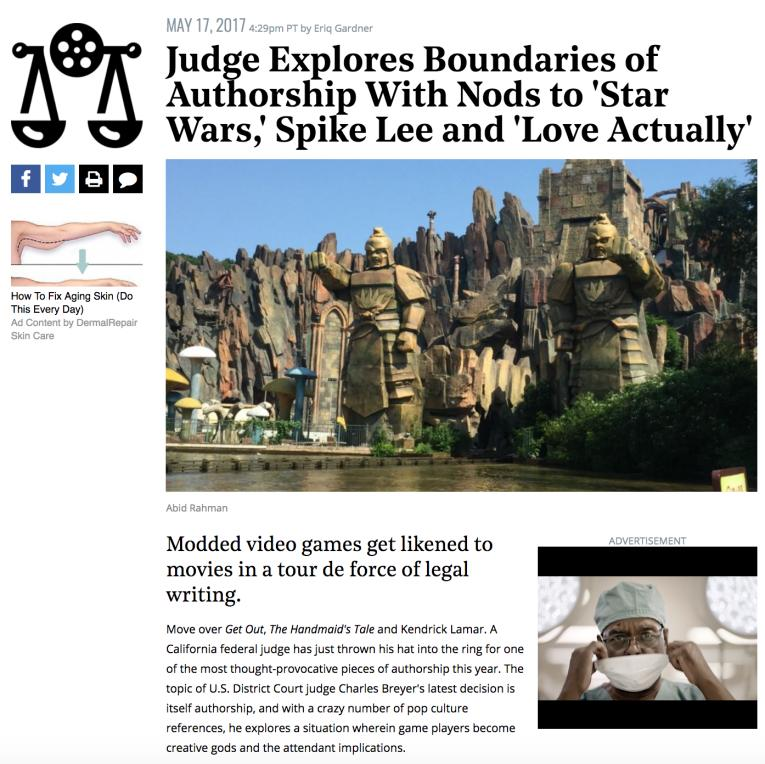 MAY 17, 2017 4:29pm PT by Eriq Gardner
Judge Explores Boundaries of
Authorship With Nods to 'Star
Wars,' Spike Lee and 'Love Actually'
How To Fix Aging Skin (Do
This Every Day)
Ad Content by DermalRepair
Skin Care
Abid Rahman
Modded video games get likened to
movies in a tour de force of legal
writing.
ADVERTISEMENT
Move over Get Out, The Handmaid's Tale and Kendrick Lamar. A
California federal judge has just thrown his hat into the ring for one
of the most thought-provocative pieces of authorship this year. The
topic of U.S. District Court judge Charles Breyer's latest decision is
itself authorship, and with a crazy number of pop culture
references, he explores a situation wherein game players become
creative gods and the attendant implications.